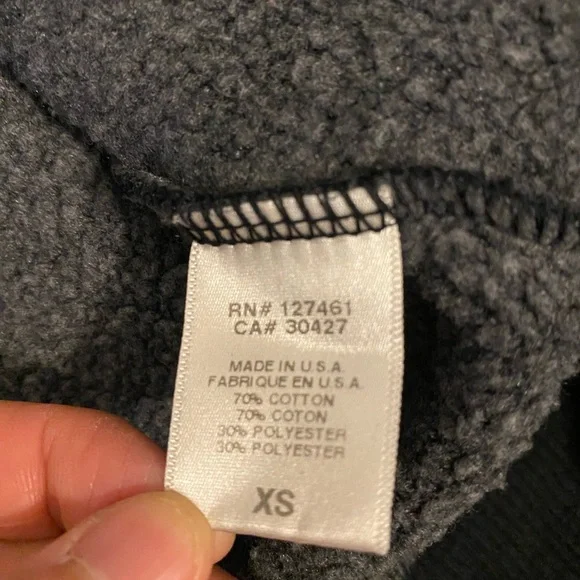 RN# 127461
CA# 30427
MADE IN U.S.A.
FABRIQUE EN U.S.A.
70% COTTON
70% COTON
30% POLYESTER
30% POLYESTER
XS